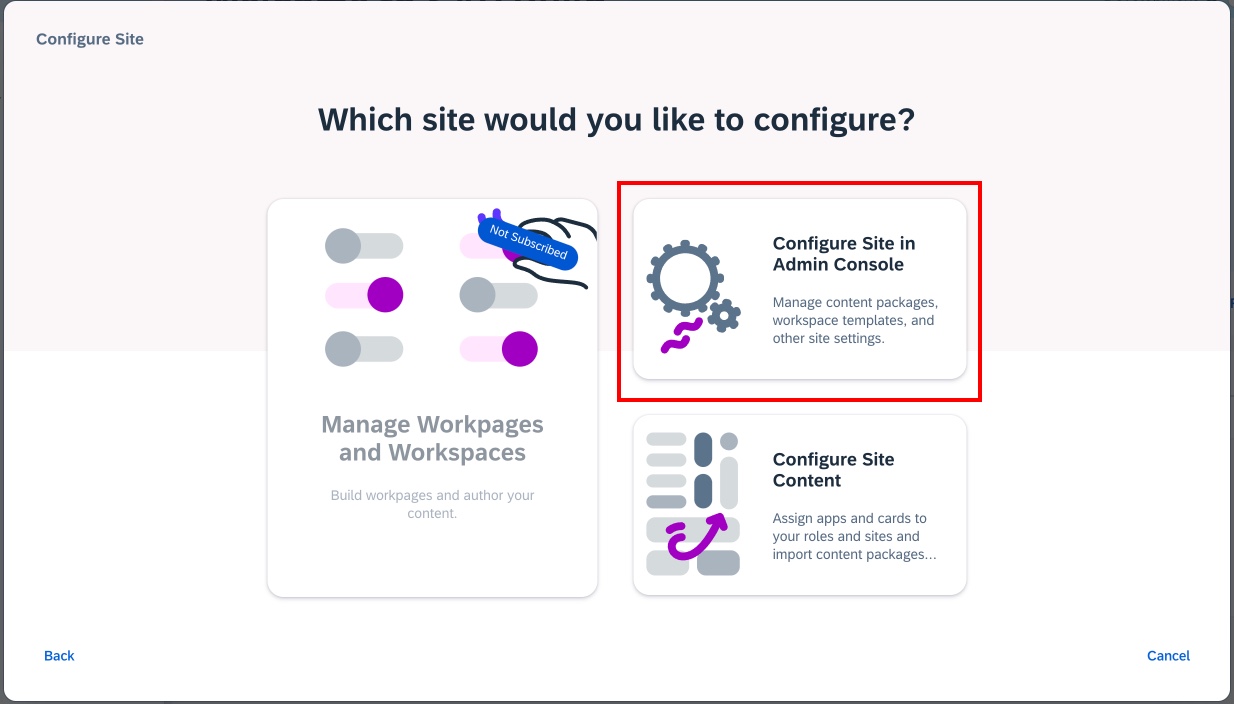 Configure Site
Which site would you like to configure?
Not Subscribed
Manage Workpages
and Workspaces
Build workpages and author your
content.
Configure Site in
Admin Console
Manage content packages,
workspace templates, and
other site settings.
Configure Site
Content
Assign apps and cards to
your roles and sites and
import content packages...
Back
Cancel